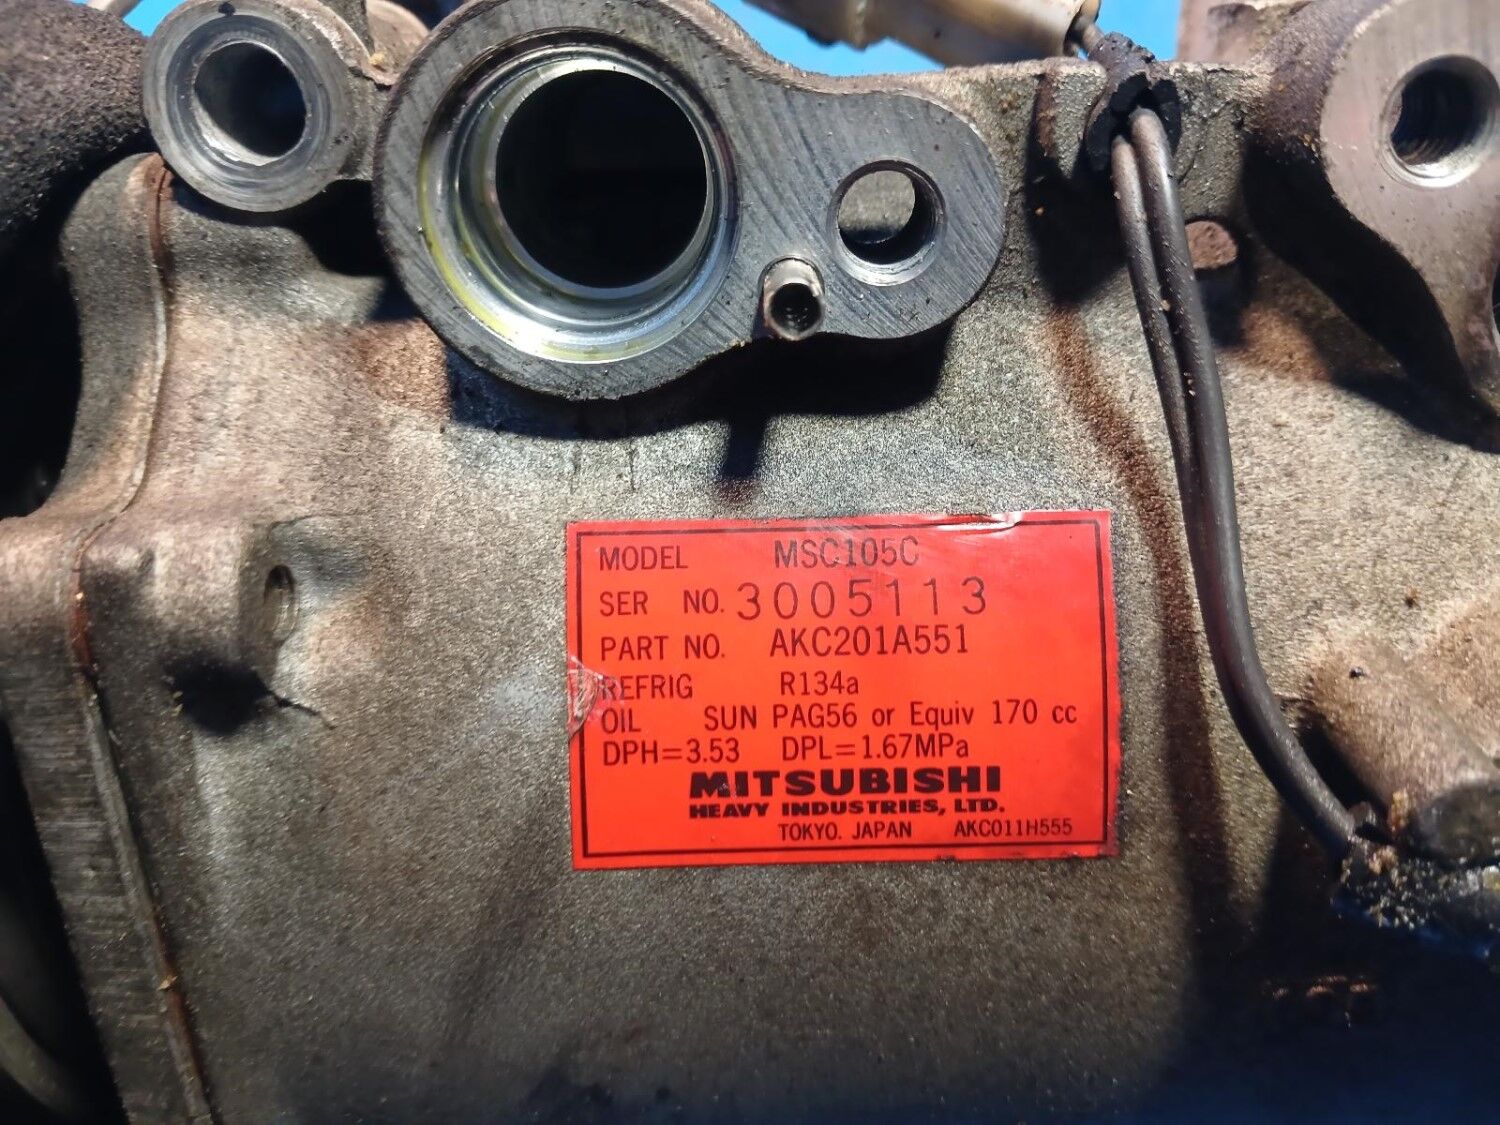 MODEL MSC105C
SER NO. 3005113
PART NO. AKC201A551
REFRIG R134a
OIL SUN PAG56 or Equiv 170 cc
DPH=3.53 DPL=1.67MPa
MITSUBISHI
HEAVY INDUSTRIES, LTD.
TOKYO. JAPAN AKC011H555